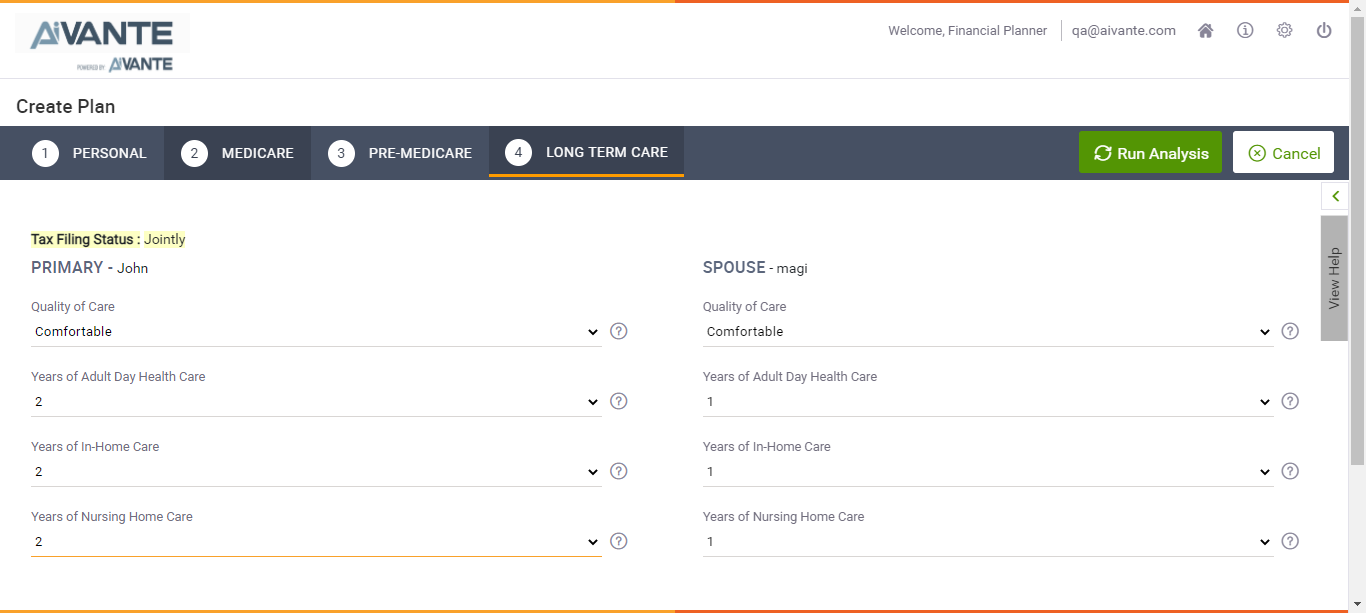 AiVANTE
POWERED BY AiVANTE
Welcome, Financial Planner qa@aivante.com
Create Plan
1 PERSONAL 2 MEDICARE 3 PRE-MEDICARE 4 LONG TERM CARE Run Analysis Cancel
View Help
Tax Filing Status : Jointly
PRIMARY - John
Quality of Care
Comfortable
Years of Adult Day Health Care
2
Years of In-Home Care
2
Years of Nursing Home Care
2
SPOUSE - magi
Quality of Care
Comfortable
Years of Adult Day Health Care
1
Years of In-Home Care
1
Years of Nursing Home Care
1